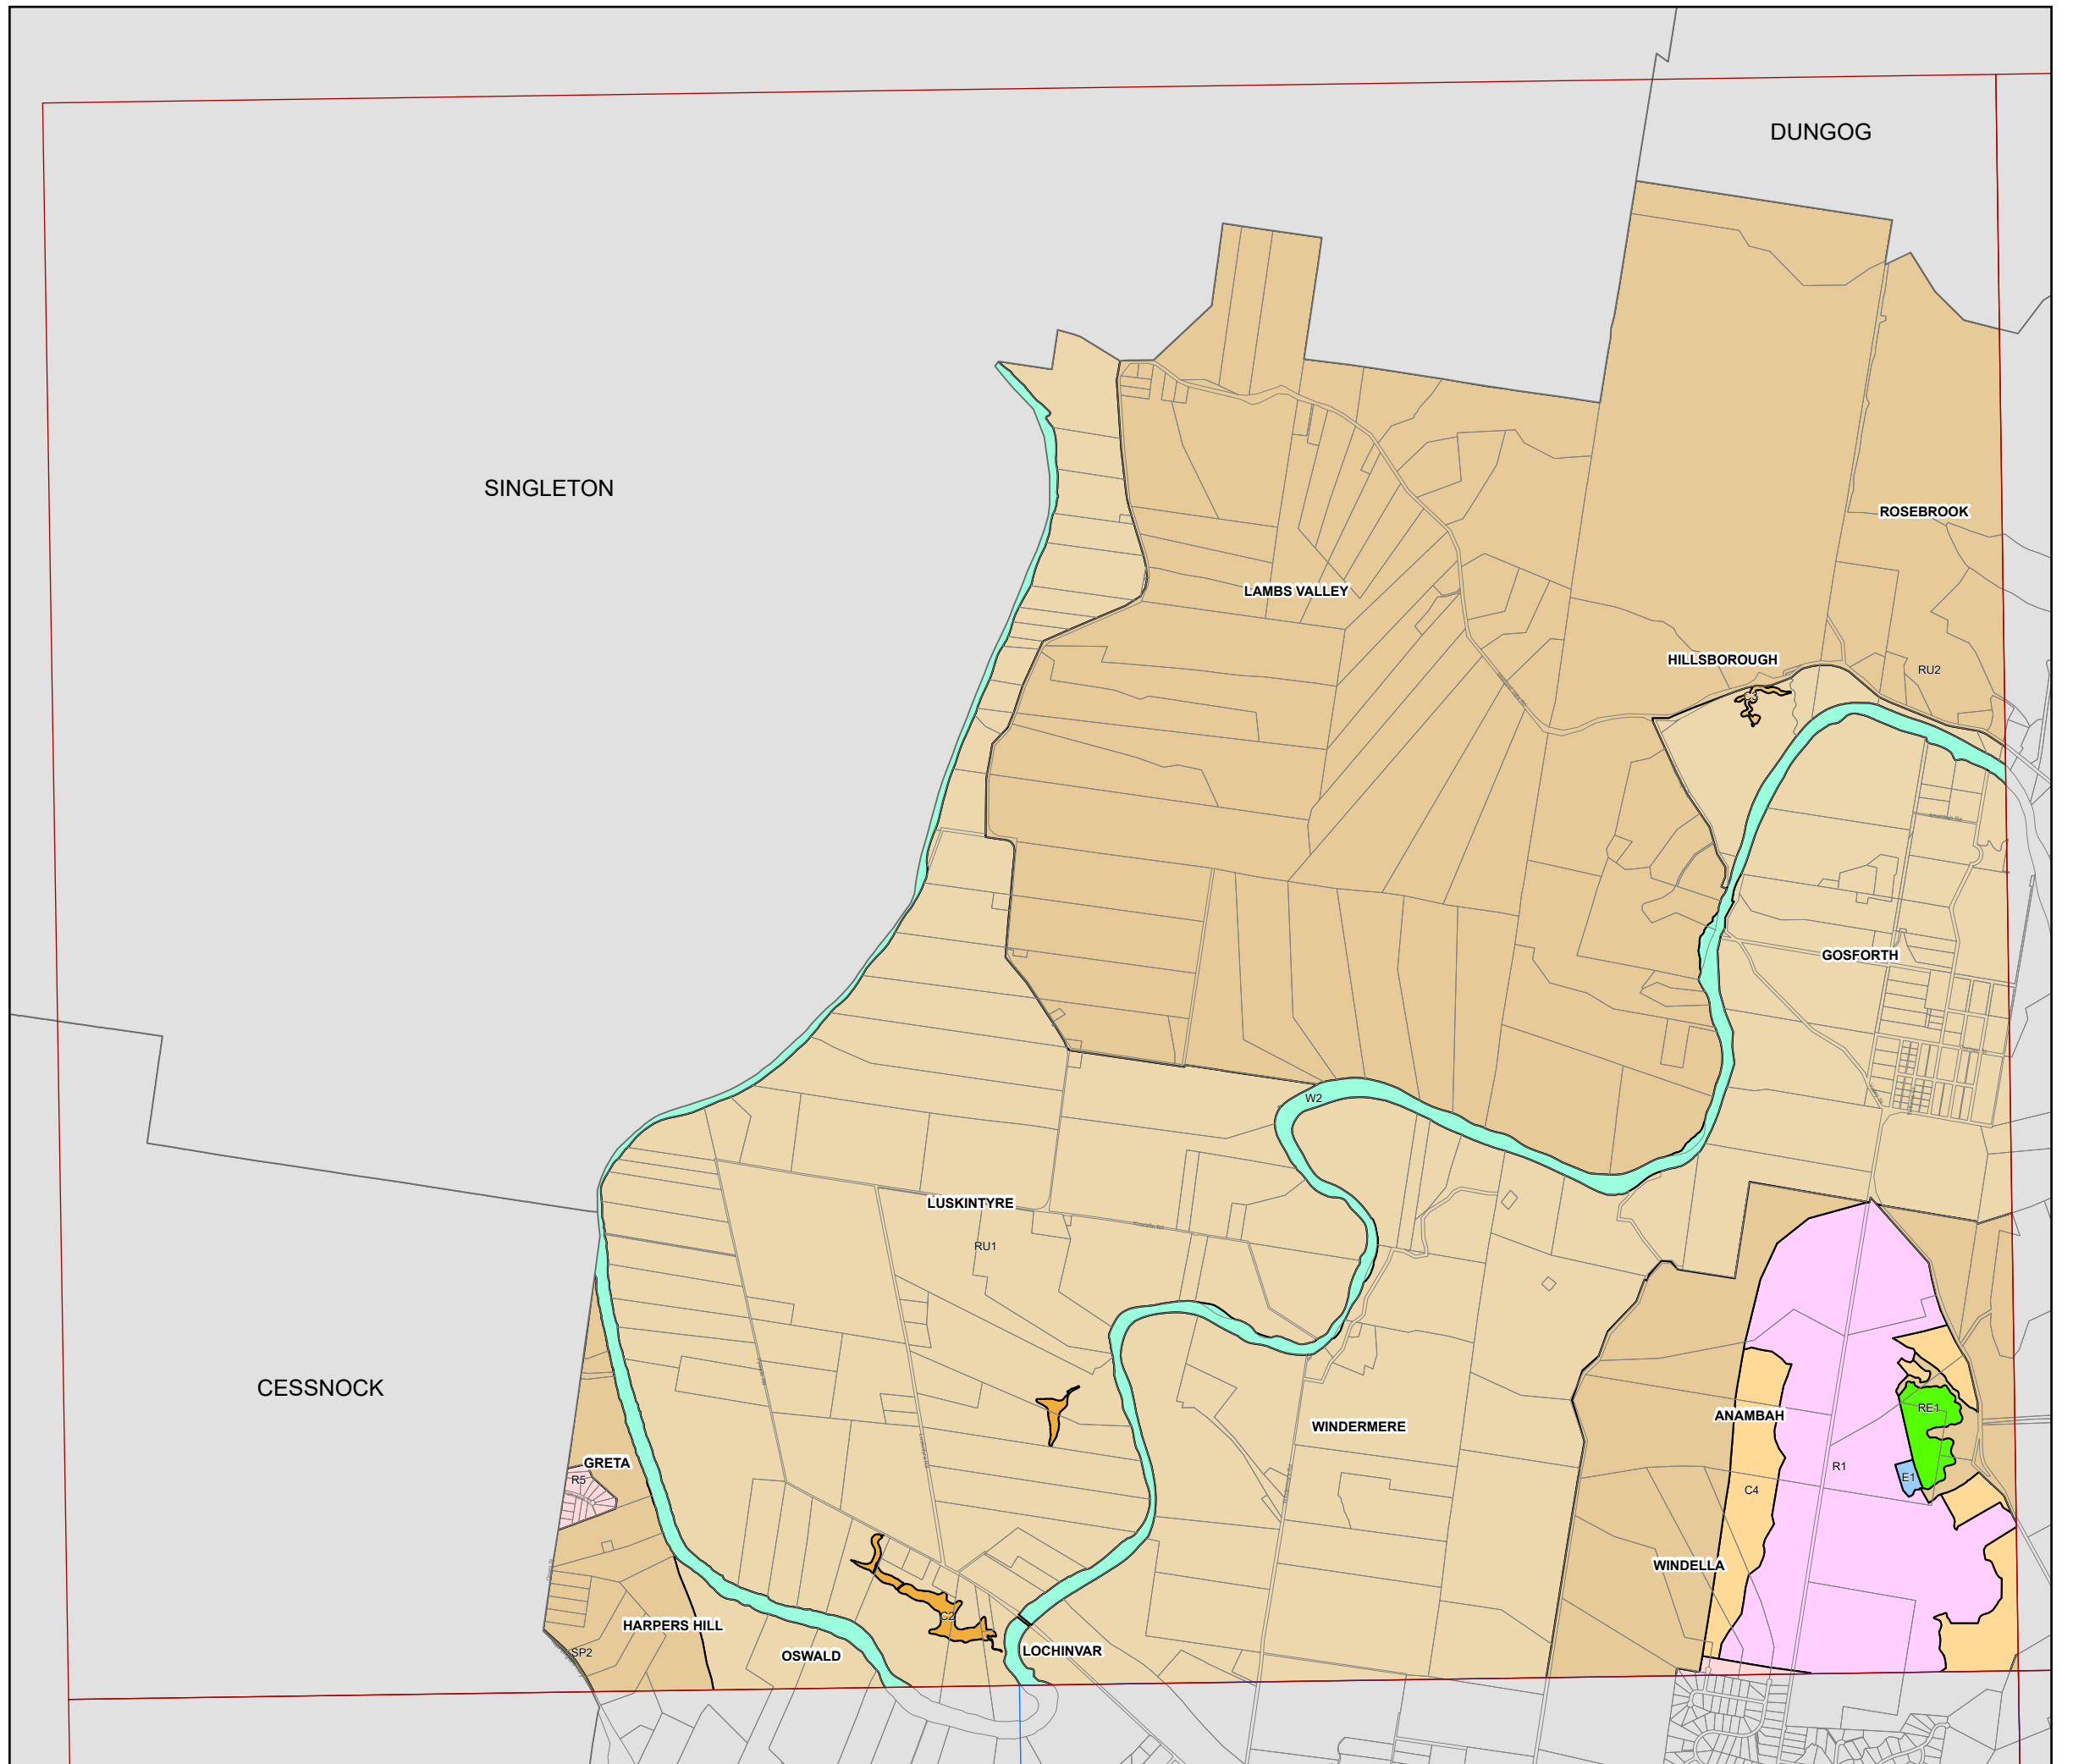 DUNGOG
SINGLETON
ROSEBROOK
LAMBS VALLEY
HILLSBOROUGH
RU2
C3
GOSFORTH
W2
LUSKINTYRE
RU1
CESSNOCK
ANAMBAH
RE1
WINDERMERE
GRETA
R1
R5
E1
C4
WINDELLA
C2
HARPERS HILL
LOCHINVAR
SP2
OSWALD